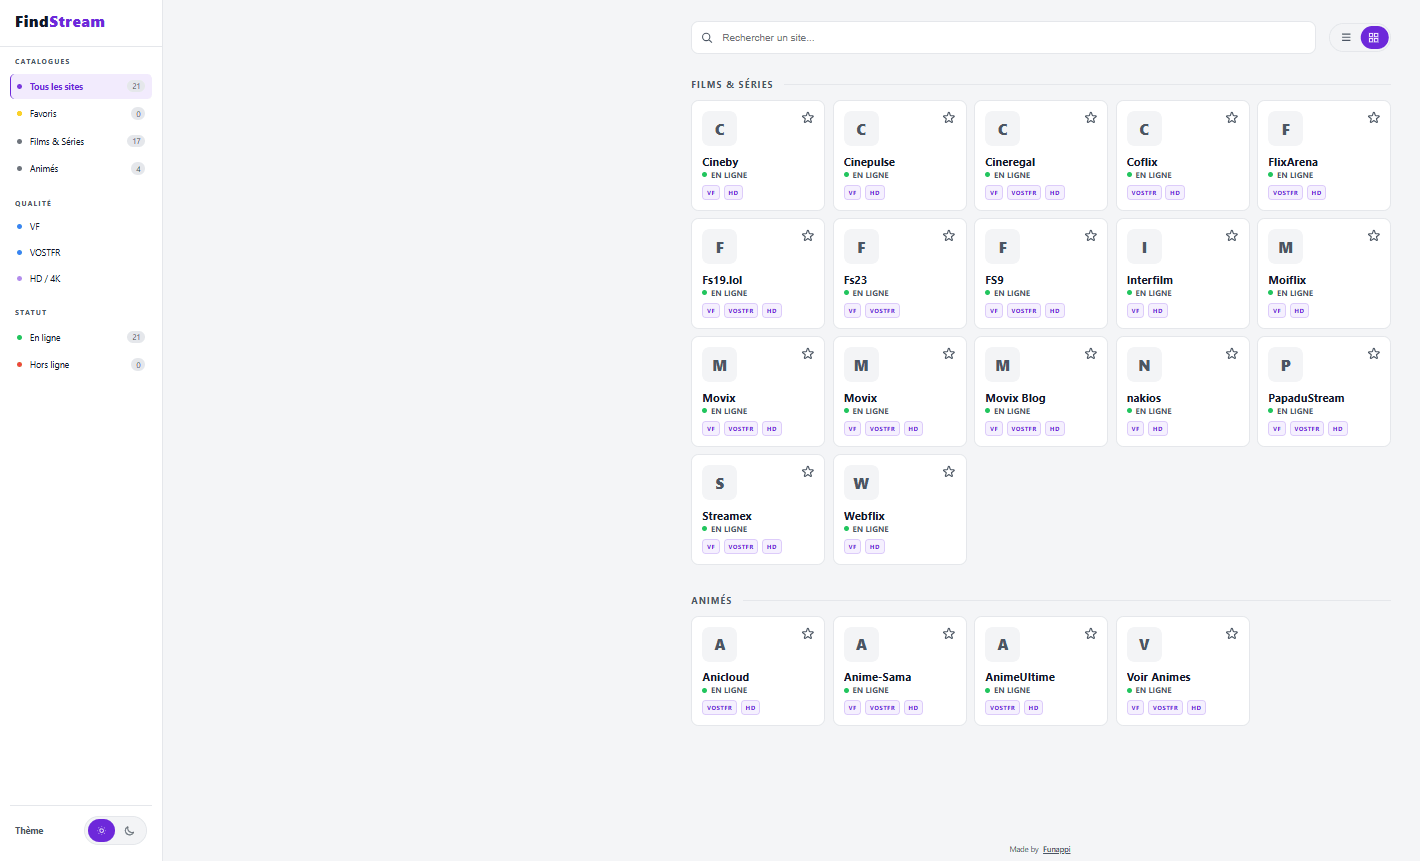 FindStream
CATALOGUES
Tous les sites 21
Favoris 0
Films & Séries 17
Animés 4
QUALITÉ
VF
VOSTFR
HD / 4K
STATUT
En ligne 21
Hors ligne 0
Thème
Rechercher un site...
FILMS & SÉRIES
C
Cineby
EN LIGNE
VF HD
C
Cinepulse
EN LIGNE
VF HD
C
Cineregal
EN LIGNE
VF VOSTFR HD
C
Coflix
EN LIGNE
VOSTFR HD
F
FlixArena
EN LIGNE
VOSTFR HD
F
Fs19.lol
EN LIGNE
VF VOSTFR HD
F
Fs23
EN LIGNE
VF VOSTFR
F
FS9
EN LIGNE
VF VOSTFR HD
I
Interfilm
EN LIGNE
VF HD
M
Moiflix
EN LIGNE
VF HD
M
Movix
EN LIGNE
VF VOSTFR HD
M
Movix
EN LIGNE
VF VOSTFR HD
M
Movix Blog
EN LIGNE
VF VOSTFR HD
N
nakios
EN LIGNE
VF HD
P
PapaduStream
EN LIGNE
VF VOSTFR HD
S
Streamex
EN LIGNE
VF VOSTFR HD
W
Webflix
EN LIGNE
VF HD
ANIMÉS
A
Anicloud
EN LIGNE
VOSTFR HD
A
Anime-Sama
EN LIGNE
VF VOSTFR HD
A
AnimeUltime
EN LIGNE
VOSTFR HD
V
Voir Animes
EN LIGNE
VF VOSTFR HD
Made by Funappi